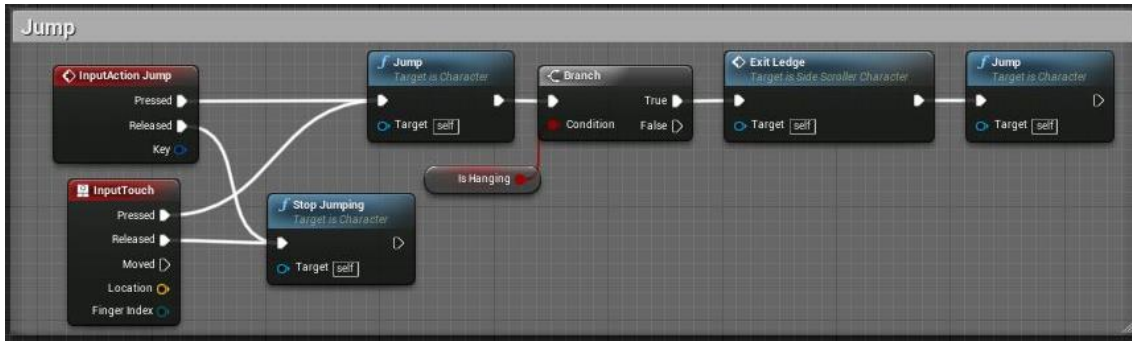 Jump
InputAction Jump
Pressed
Released
Key
InputTouch
Pressed
Released
Moved
Location
Finger Index
Stop Jumping
Target is Character
Target self
Jump
Target is Character
Target self
Is Hanging
Branch
True
Condition False
Exit Ledge
Target is Side Scroller Character
Target self
Jump
Target is Character
Target self